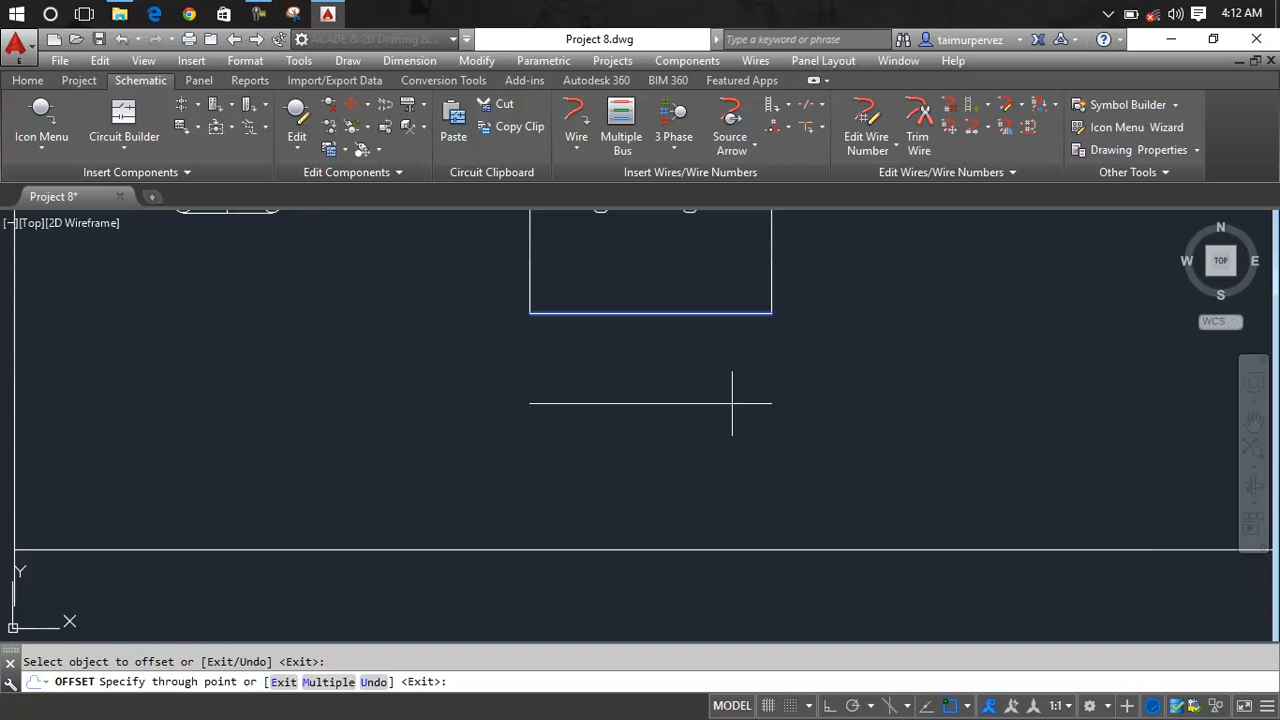 4:12 AM
E
ACADE & 2D Drafting &
Project 8.dwg
Type a keyword or phrase
taimurpervez
File Edit View Insert Format Tools Draw Dimension Modify Parametric Projects Components Wires Panel Layout Window Help
Home Project Schematic Panel Reports Import/Export Data Conversion Tools Add-ins Autodesk 360 BIM 360 Featured Apps
Icon Menu
Circuit Builder
Edit
Paste
Cut
Copy Clip
Wire
Multiple
Bus
3 Phase
Source
Arrow
Edit Wire
Number
Trim
Wire
Symbol Builder
Icon Menu Wizard
Drawing Properties
Insert Components
Edit Components
Circuit Clipboard
Insert Wires/Wire Numbers
Edit Wires/Wire Numbers
Other Tools
Project 8*
[–][Top][2D Wireframe]
N
W TOP E
S
WCS
Y
X
Select object to offset or [Exit/Undo] <Exit>:
OFFSET Specify through point or [Exit Multiple Undo] <Exit>:
MODEL
1:1